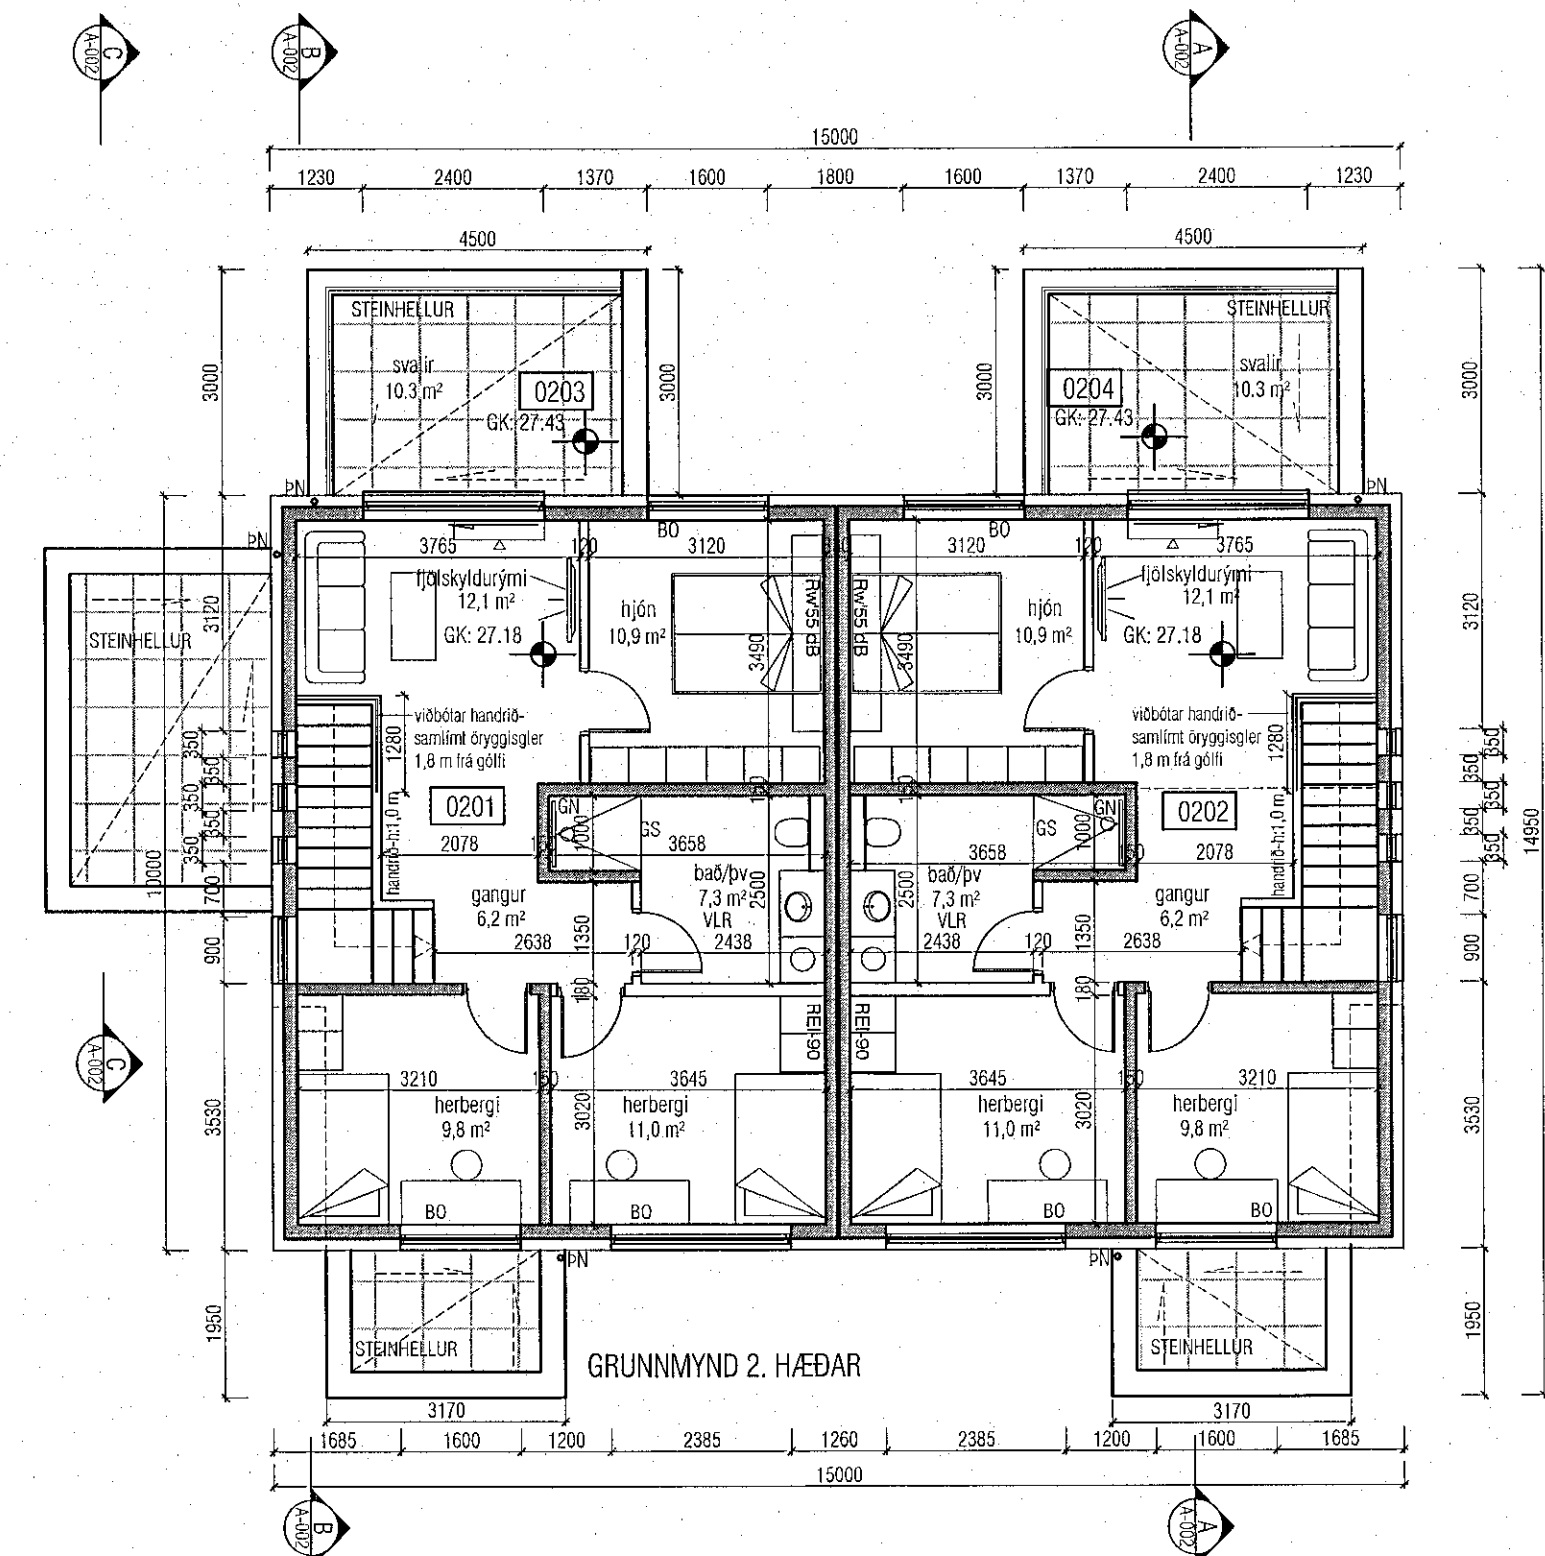 C
A-002
B
A-002
A
A-002
15000
1230 2400 1370 1600 1800 1600 1370 2400 1230
4500 4500
STEINHELLUR STEINHELLUR
svalir
10.3 m²
0203
GK: 27.43
svalir
10.3 m²
0204
GK: 27.43
3000 3000 3000 3000
ÞN ÞN
ÞN
BO BO
3765 120 3120 3120 120 3765
fjölskyldurými
12,1 m²
GK: 27.18
hjón
10,9 m²
Rw55 dB
Rw55 dB
hjón
10,9 m²
fjölskyldurými
12,1 m²
GK: 27.18
3490 3490
STEINHELLUR
3120 3120
viðbótar handrið-
samlímt öryggisgler
1,8 m frá gólfi
viðbótar handrið-
samlímt öryggisgler
1,8 m frá gólfi
1280 1280
350 350 350 350 350
350 350 350 350 350
150 150
0201 0202
handrið-h:1,0 m
handrið-h:1,0 m
GN GS 1000
GS 1000 GN
2078 3658 3658 2078
10000
14950
700 700
gangur
6,2 m²
bað/þv
7,3 m²
VLR
bað/þv
7,3 m²
VLR
gangur
6,2 m²
2500 2500
1350 1350
900 900
2638 120 2438 2438 120 2638
180 180
REI-90
REI-90
C
A-002
3210 150 3645 3645 150 3210
herbergi
9,8 m²
herbergi
11,0 m²
herbergi
11,0 m²
herbergi
9,8 m²
3020 3020
3530 3530
BO BO BO
ÞN ÞN
1950 1950
STEINHELLUR STEINHELLUR
GRUNNMYND 2. HÆÐAR
3170 3170
1685 1600 1200 2385 1260 2385 1200 1600 1685
15000
B
A-002
A
A-002